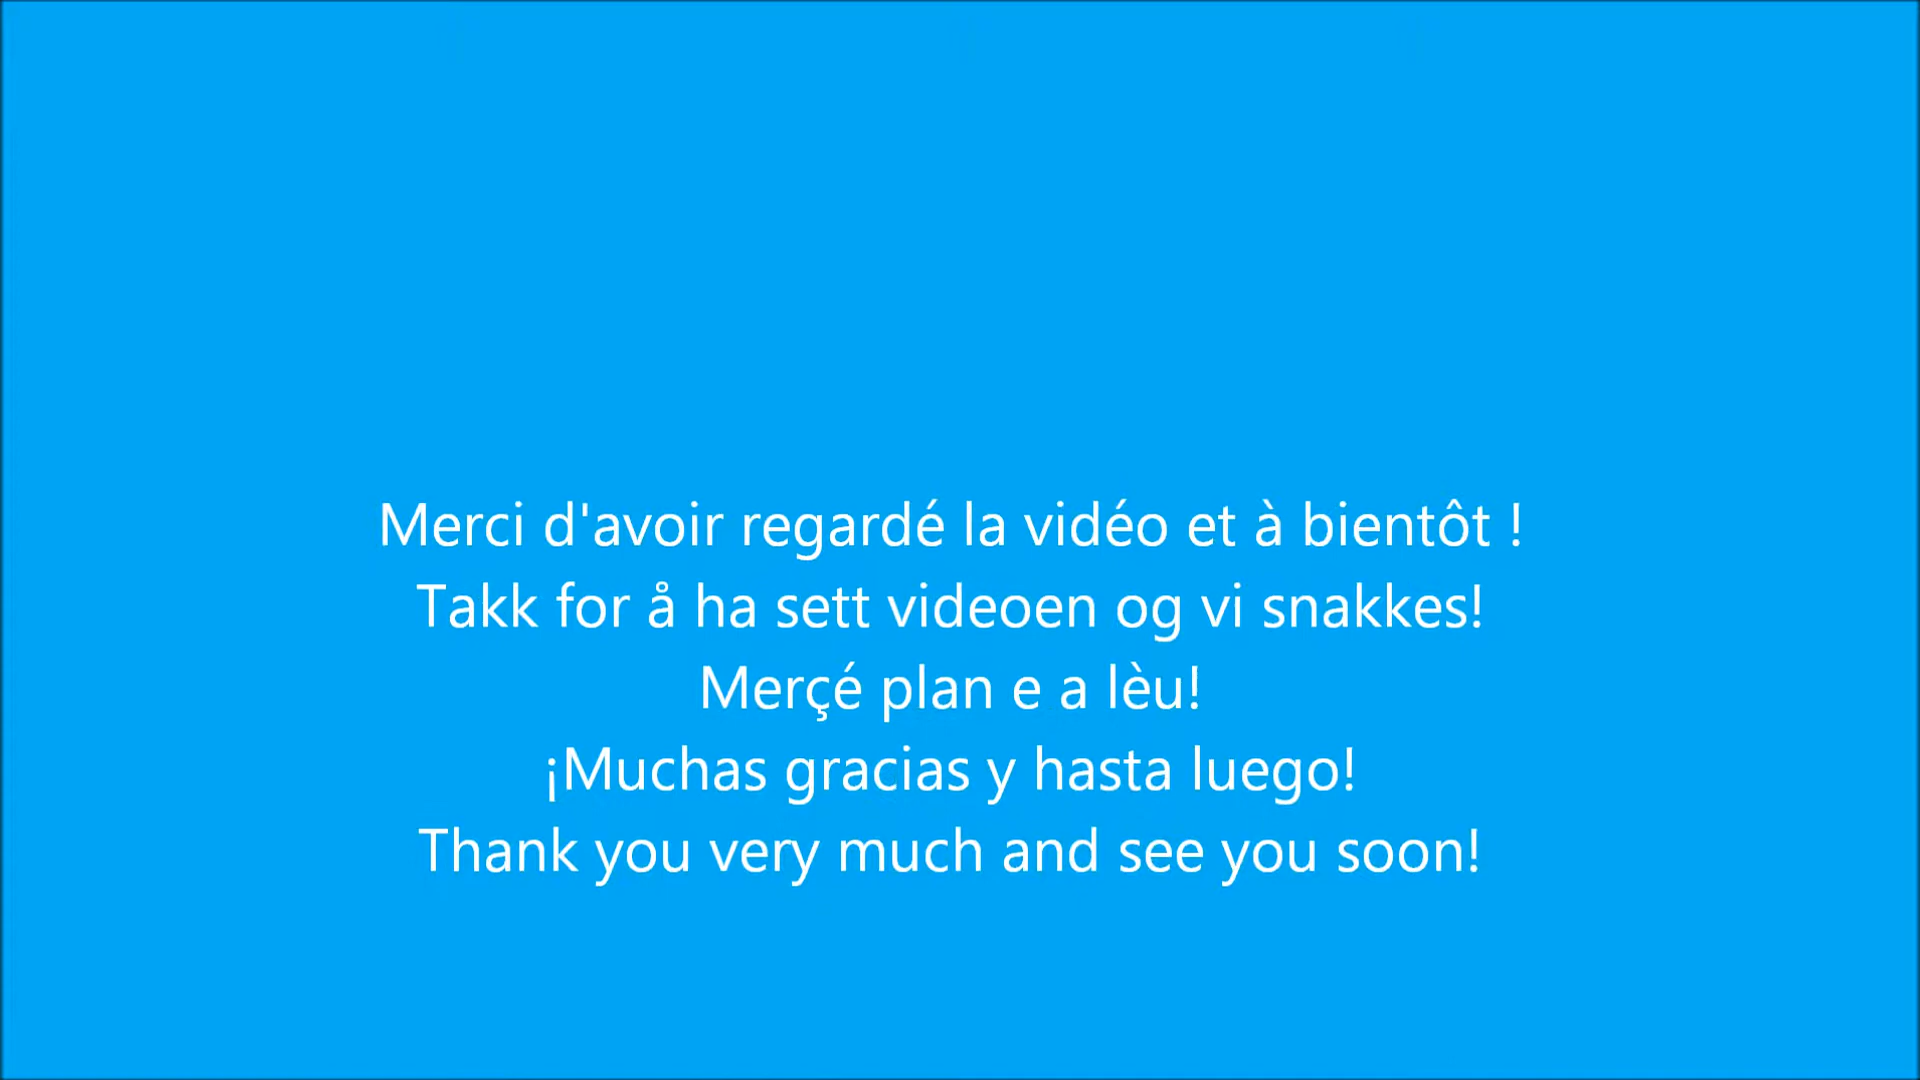 Merci d'avoir regardé la vidéo et à bientôt !
Takk for å ha sett videoen og vi snakkes!
Merçé plan e a lèu!
¡Muchas gracias y hasta luego!
Thank you very much and see you soon!